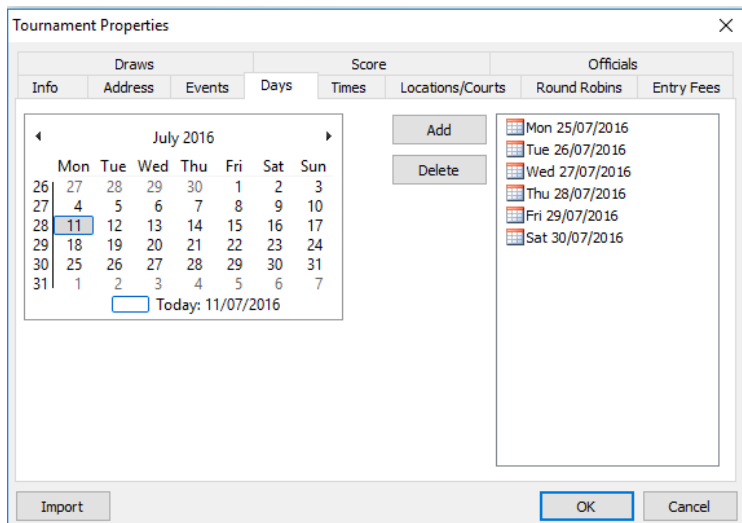 Tournament Properties
Draws Score Officials
Info Address Events Days Times Locations/Courts Round Robins Entry Fees
July 2016
Mon Tue Wed Thu Fri Sat Sun
26 27 28 29 30 1 2 3
27 4 5 6 7 8 9 10
28 11 12 13 14 15 16 17
29 18 19 20 21 22 23 24
30 25 26 27 28 29 30 31
31 1 2 3 4 5 6 7
Today: 11/07/2016
Add
Delete
Mon 25/07/2016
Tue 26/07/2016
Wed 27/07/2016
Thu 28/07/2016
Fri 29/07/2016
Sat 30/07/2016
Import OK Cancel